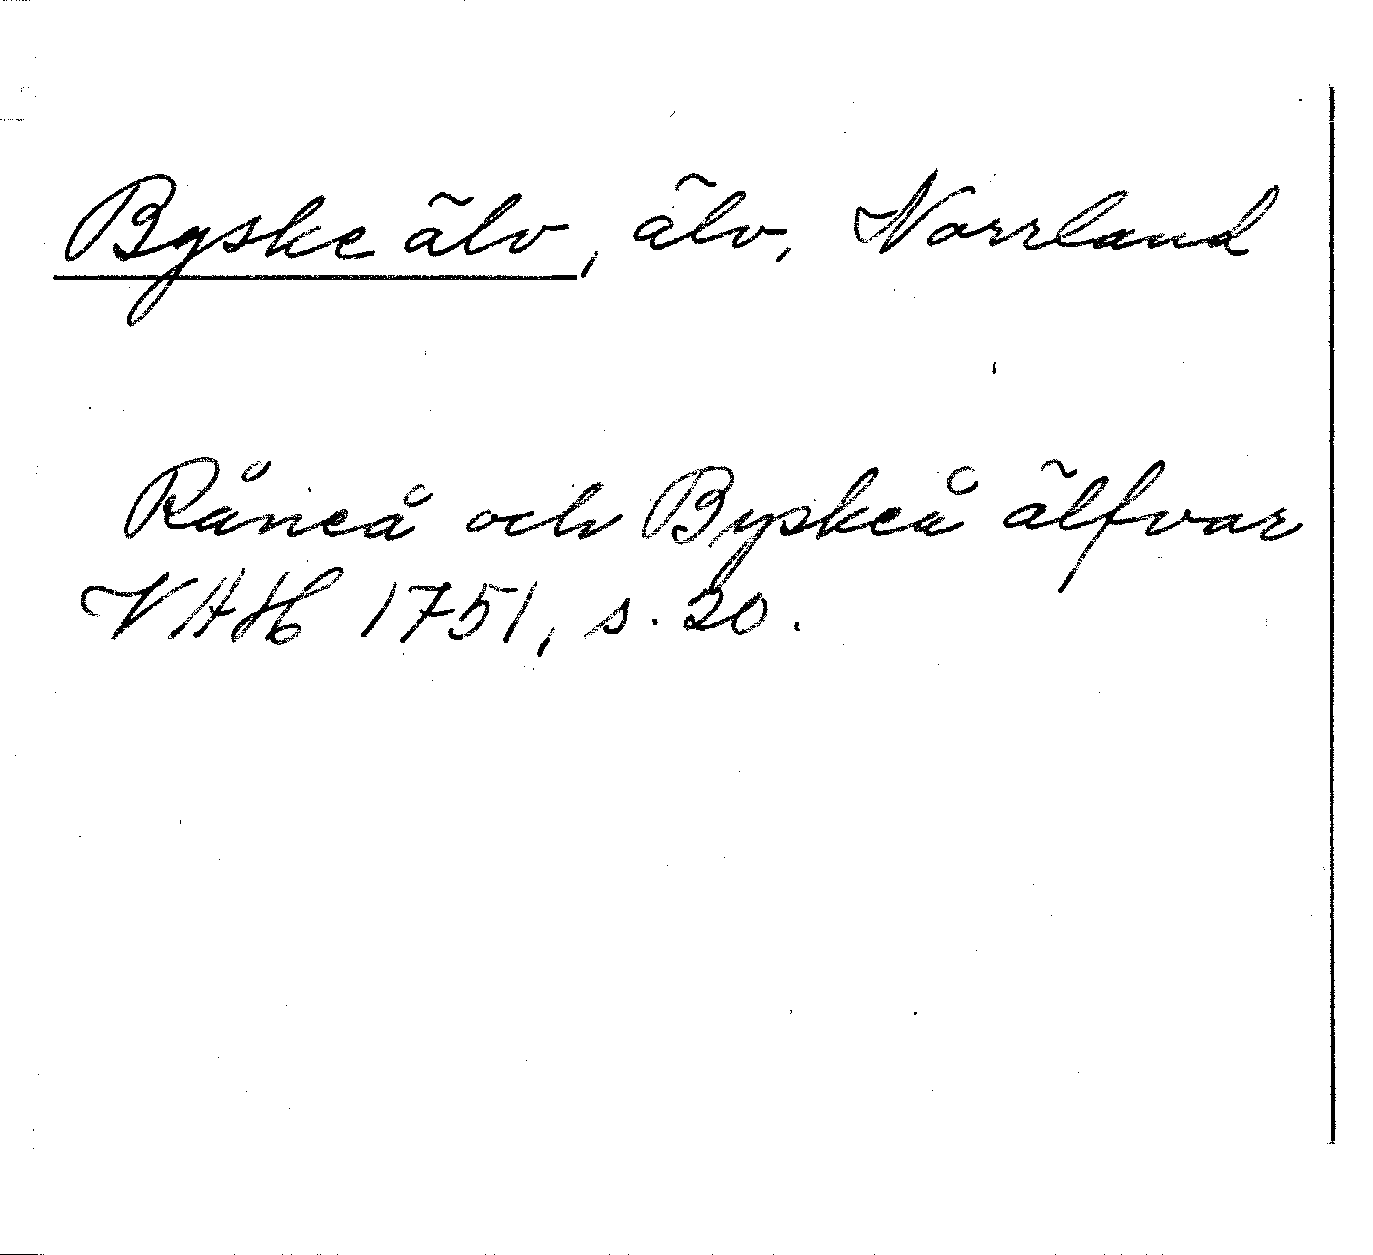 Byske älv, älv, Norrland
Råneå och Byskeå älfvar
VAH 1751, s. 20.